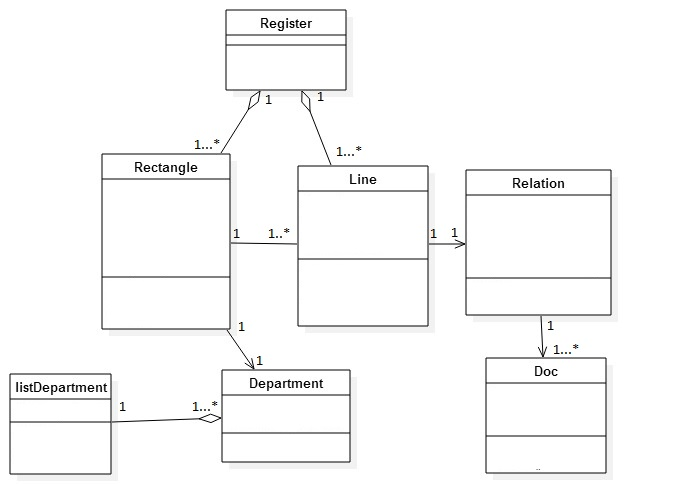 Register
1
1
1...*
1...*
Rectangle
Line
Relation
1
1..*
1
1
1
1
1
1...*
listDepartment
Department
Doc
1
1...*
..